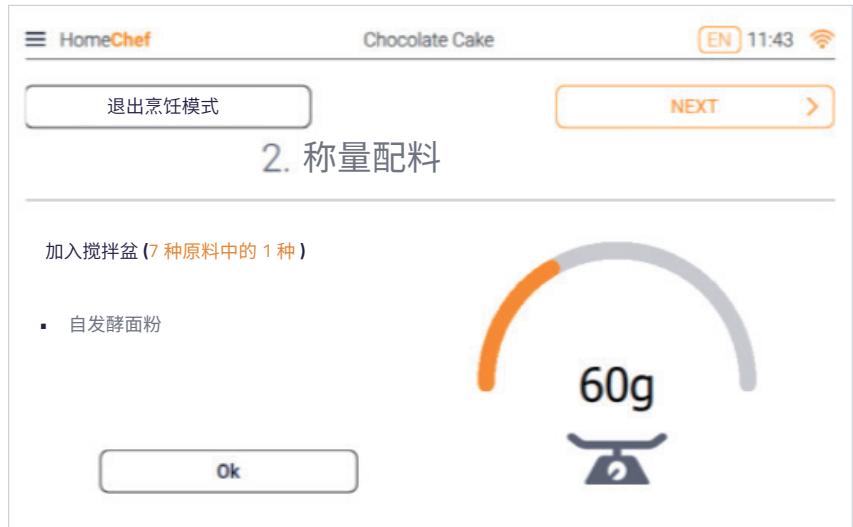 HomeChef
Chocolate Cake
EN 11:43
退出烹饪模式
NEXT
2. 称量配料
加入搅拌盆 (7 种原料中的 1 种 )
▪ 自发酵面粉
60g
Ok